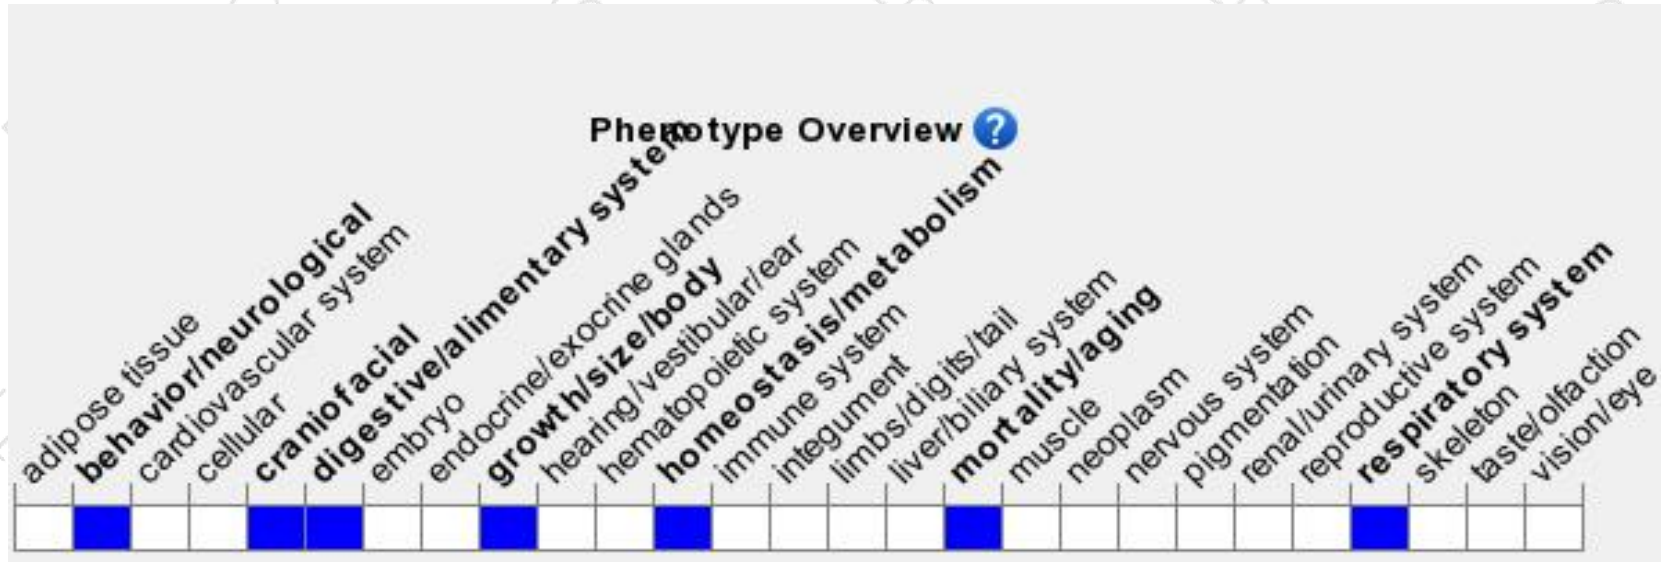 Phenotype Overview ?
adipose tissue
behavior/neurological
cardiovascular system
cellular
craniofacial
digestive/alimentary system
embryo
endocrine/exocrine glands
growth/size/body
hearing/vestibular/ear
hematopoietic system
homeostasis/metabolism
immune system
integument
limbs/digits/tail
liver/biliary system
mortality/aging
muscle
neoplasm
nervous system
pigmentation
renal/urinary system
reproductive system
respiratory system
skeleton
taste/olfaction
vision/eye